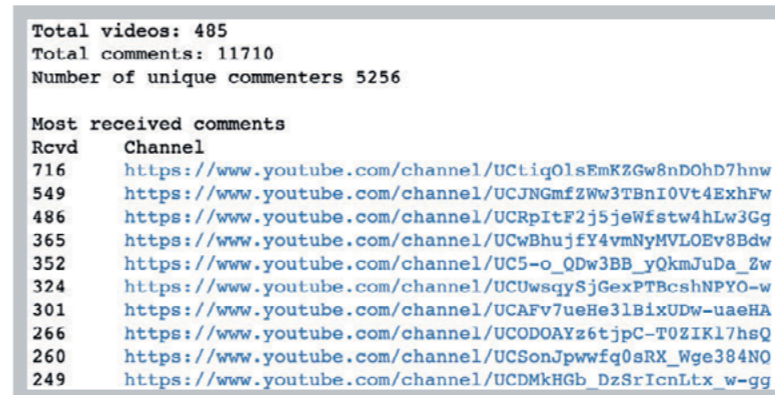 Total videos: 485
Total comments: 11710
Number of unique commenters 5256
Most received comments
Rcvd Channel
716 https://www.youtube.com/channel/UCtiqOlsEmKZGw8nDOhD7hnw
549 https://www.youtube.com/channel/UCJNGmfZWw3TBnI0Vt4ExhFw
486 https://www.youtube.com/channel/UCRpItF2j5jeWfstw4hLw3Gg
365 https://www.youtube.com/channel/UCwBhujfY4vmNyMVLOEv8Bdw
352 https://www.youtube.com/channel/UC5-o_QDw3BB_yQkmJuDa_Zw
324 https://www.youtube.com/channel/UCUwsqySjGexPTBcshNPYO-w
301 https://www.youtube.com/channel/UCAFv7ueHe3lBixUDw-uaeHA
266 https://www.youtube.com/channel/UCODOAYz6tjpC-T0ZIKl7hsQ
260 https://www.youtube.com/channel/UCSonJpwwfq0sRX_Wge384NQ
249 https://www.youtube.com/channel/UCDMkHGb_DzSrIcnLtx_w-gg